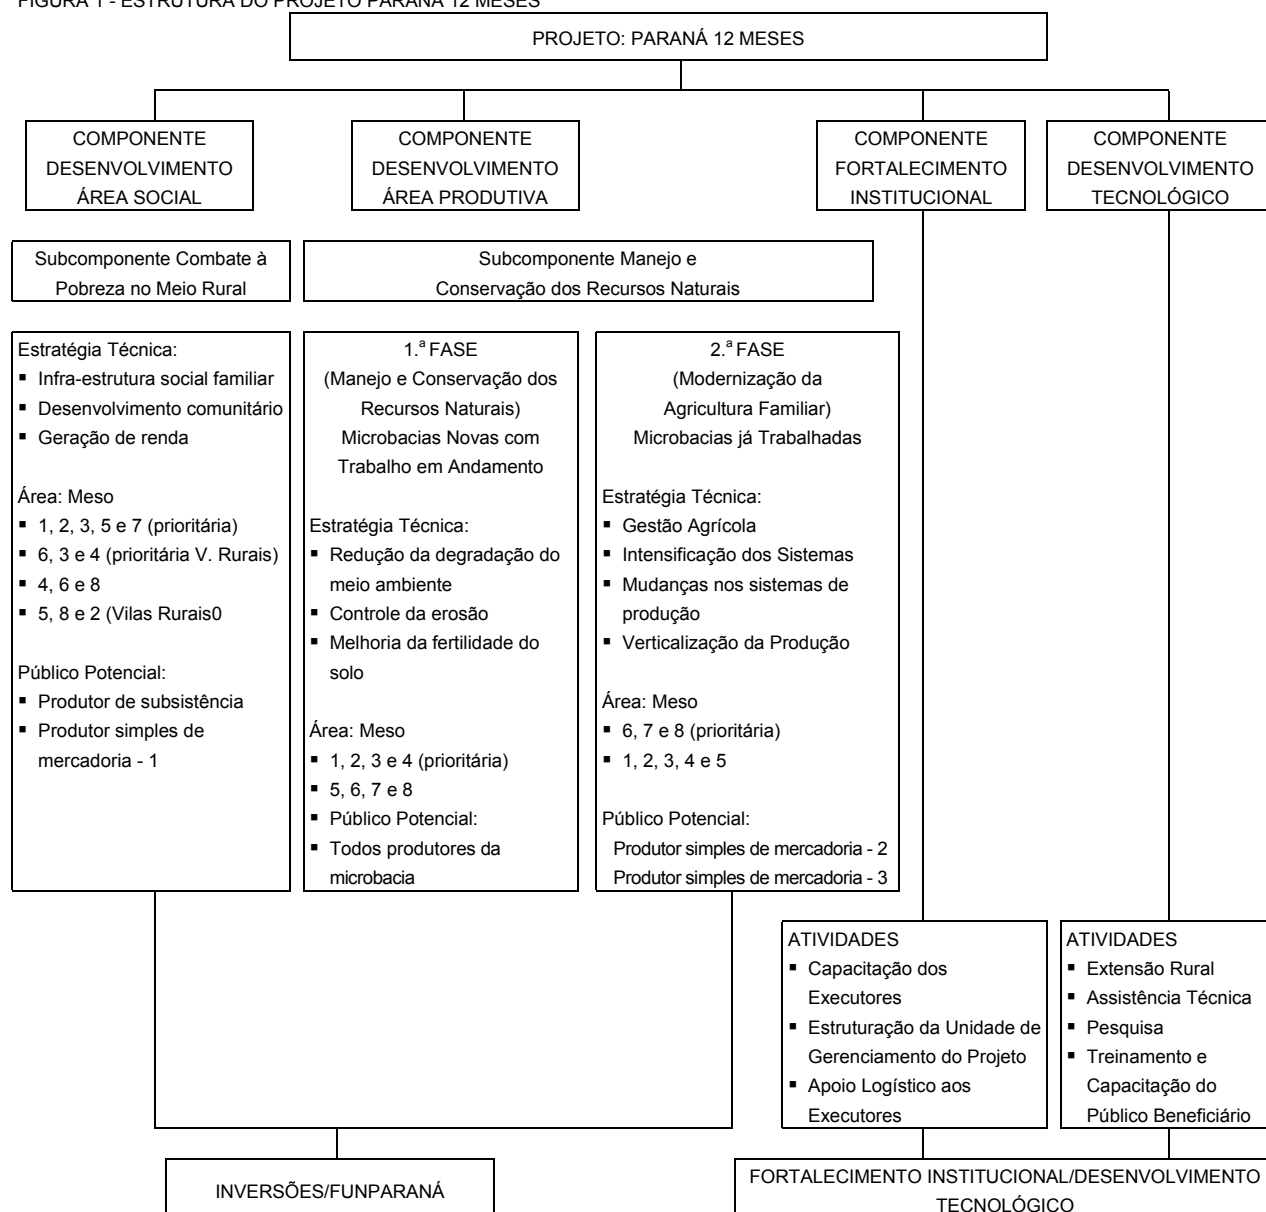 FIGURA 1 - ESTRUTURA DO PROJETO PARANÁ 12 MESES
PROJETO: PARANÁ 12 MESES
COMPONENTE
DESENVOLVIMENTO
ÁREA SOCIAL
COMPONENTE
DESENVOLVIMENTO
ÁREA PRODUTIVA
COMPONENTE
FORTALECIMENTO
INSTITUCIONAL
COMPONENTE
DESENVOLVIMENTO
TECNOLÓGICO
Subcomponente Combate à
Pobreza no Meio Rural
Subcomponente Manejo e
Conservação dos Recursos Naturais
Estratégia Técnica:
▪ Infra-estrutura social familiar
▪ Desenvolvimento comunitário
▪ Geração de renda
Área: Meso
▪ 1, 2, 3, 5 e 7 (prioritária)
▪ 6, 3 e 4 (prioritária V. Rurais)
▪ 4, 6 e 8
▪ 5, 8 e 2 (Vilas Rurais0
Público Potencial:
▪ Produtor de subsistência
▪ Produtor simples de
mercadoria - 1
1.ª FASE
(Manejo e Conservação dos
Recursos Naturais)
Microbacias Novas com
Trabalho em Andamento
Estratégia Técnica:
▪ Redução da degradação do
meio ambiente
▪ Controle da erosão
▪ Melhoria da fertilidade do
solo
Área: Meso
▪ 1, 2, 3 e 4 (prioritária)
▪ 5, 6, 7 e 8
▪ Público Potencial:
▪ Todos produtores da
microbacia
2.ª FASE
(Modernização da
Agricultura Familiar)
Microbacias já Trabalhadas
Estratégia Técnica:
▪ Gestão Agrícola
▪ Intensificação dos Sistemas
▪ Mudanças nos sistemas de
produção
▪ Verticalização da Produção
Área: Meso
▪ 6, 7 e 8 (prioritária)
▪ 1, 2, 3, 4 e 5
Público Potencial:
Produtor simples de mercadoria - 2
Produtor simples de mercadoria - 3
ATIVIDADES
▪ Capacitação dos
Executores
▪ Estruturação da Unidade de
Gerenciamento do Projeto
▪ Apoio Logístico aos
Executores
ATIVIDADES
▪ Extensão Rural
▪ Assistência Técnica
▪ Pesquisa
▪ Treinamento e
Capacitação do
Público Beneficiário
INVERSÕES/FUNPARANÁ
FORTALECIMENTO INSTITUCIONAL/DESENVOLVIMENTO
TECNOLÓGICO